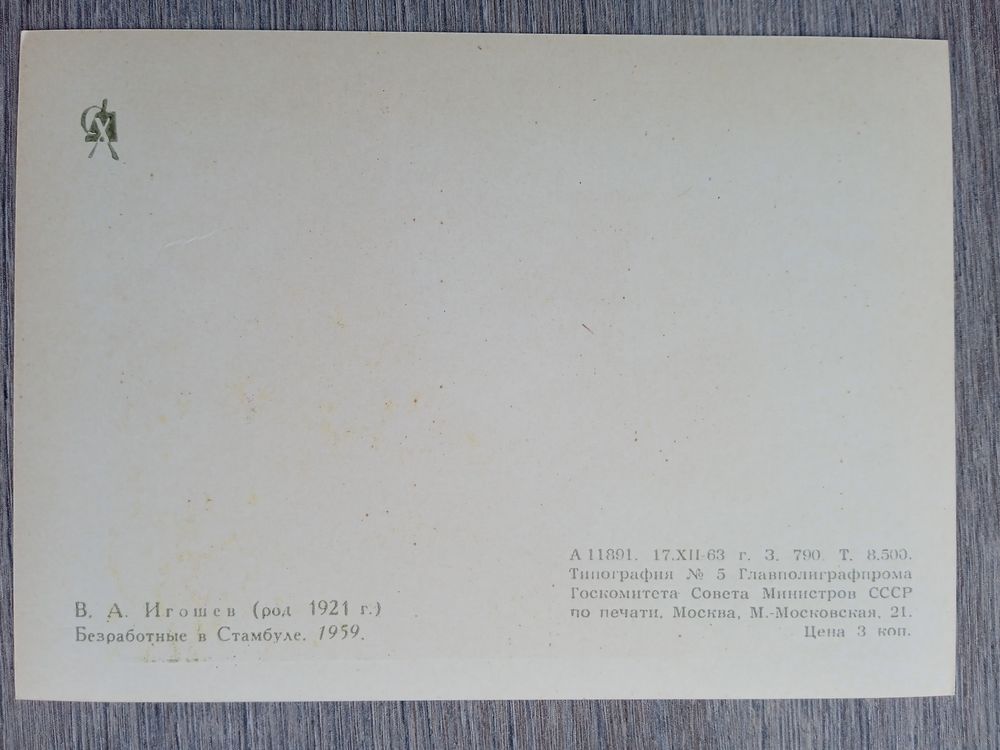 В. А. Игошев (род 1921 г.)
Безработные в Стамбуле. 1959.
А 11891. 17.XII-63 г. З. 790. Т. 8.500.
Типография № 5 Главполиграфпрома
Госкомитета Совета Министров СССР
по печати, Москва, М.-Московская, 21.
Цена 3 коп.